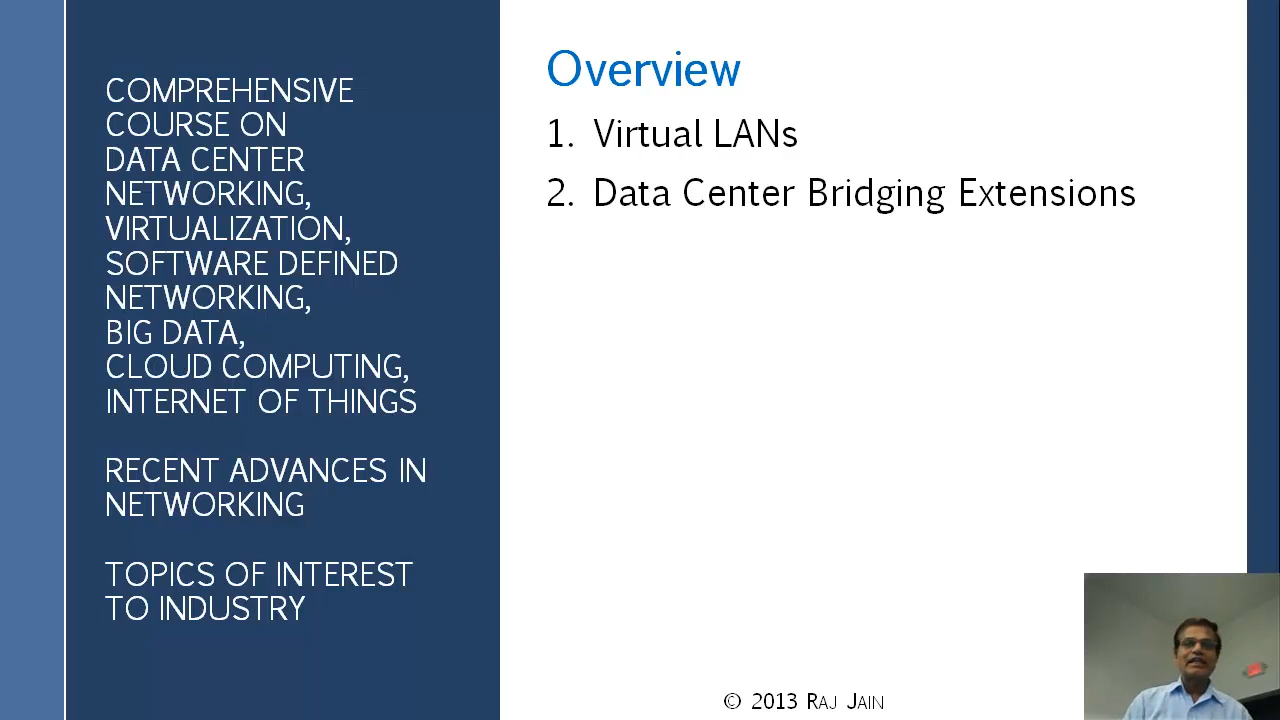 COMPREHENSIVE
COURSE ON
DATA CENTER
NETWORKING,
VIRTUALIZATION,
SOFTWARE DEFINED
NETWORKING,
BIG DATA,
CLOUD COMPUTING,
INTERNET OF THINGS
RECENT ADVANCES IN
NETWORKING
TOPICS OF INTEREST
TO INDUSTRY
Overview
1. Virtual LANs
2. Data Center Bridging Extensions
© 2013 RAJ JAIN